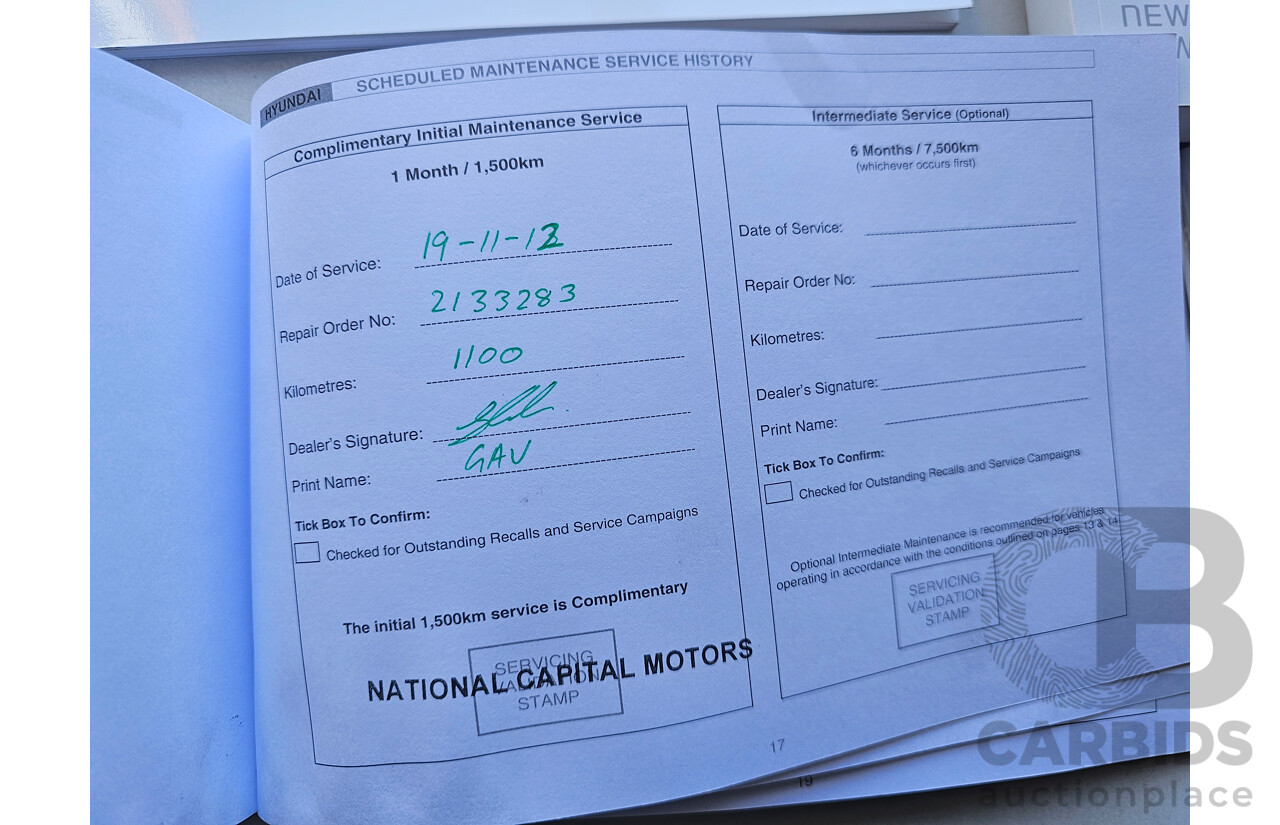 NEW
HYUNDAI
SCHEDULED MAINTENANCE SERVICE HISTORY
Complimentary Initial Maintenance Service
1 Month / 1,500km
Date of Service: 19-11-12
Repair Order No: 2133283
Kilometres: 1100
Dealer's Signature:
Print Name: GAV
Tick Box To Confirm:
Checked for Outstanding Recalls and Service Campaigns
The initial 1,500km service is Complimentary
SERVICING
VALIDATION
STAMP
NATIONAL CAPITAL MOTORS
Intermediate Service (Optional)
6 Months / 7,500km
(whichever occurs first)
Date of Service:
Repair Order No:
Kilometres:
Dealer's Signature:
Print Name:
Tick Box To Confirm:
Checked for Outstanding Recalls and Service Campaigns
Optional Intermediate Maintenance is recommended for vehicles
operating in accordance with the conditions outlined on pages 13 & 14
SERVICING
VALIDATION
STAMP
17
19
CB
CARBIDS
auctionplace